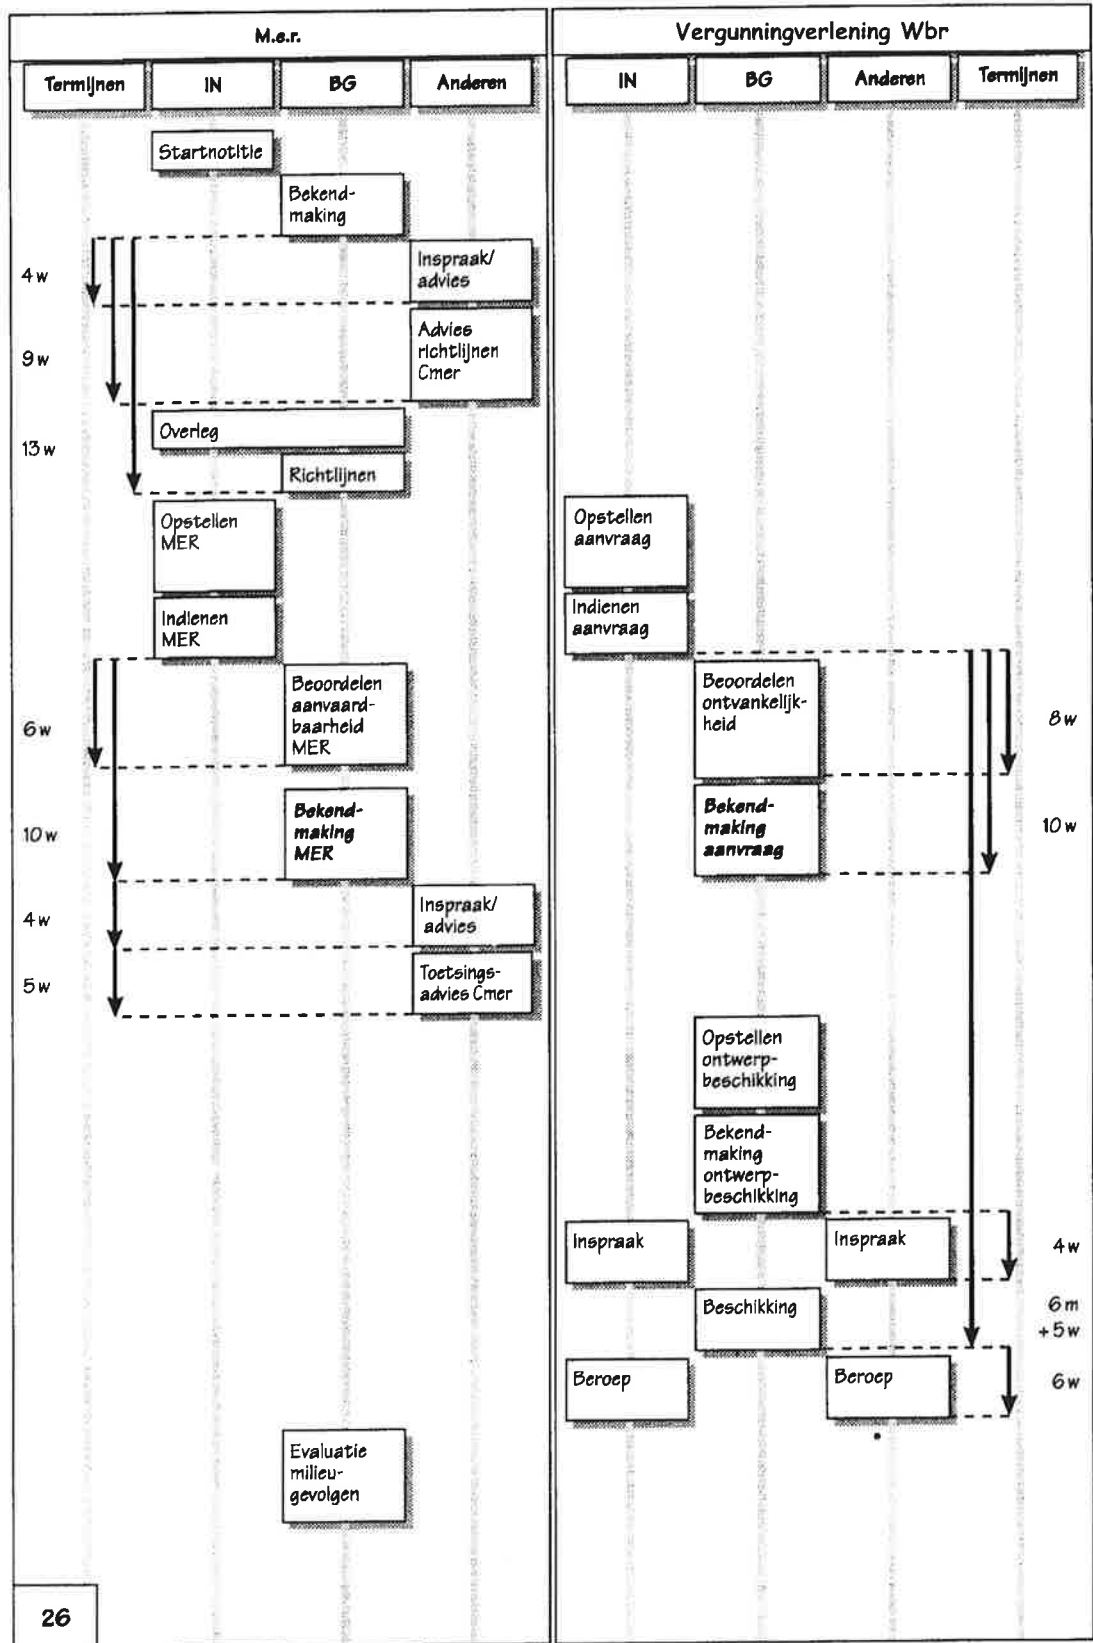 M.e.r.
Termijnen
IN
BG
Anderen
Startnotitie
Bekend-
making
4 w
Inspraak/
advies
9 w
Advies
richtlijnen
Cmer
Overleg
13 w
Richtlijnen
Opstellen
MER
Indienen
MER
6 w
Beoordelen
aanvaard-
baarheid
MER
10 w
Bekend-
making
MER
4 w
Inspraak/
advies
5 w
Toetsings-
advies Cmer
Evaluatie
milieu-
gevolgen
26
Vergunningverlening Wbr
IN
BG
Anderen
Termijnen
Opstellen
aanvraag
Indienen
aanvraag
Beoordelen
ontvankelijk-
heid
8 w
Bekend-
making
aanvraag
10 w
Opstellen
ontwerp-
beschikking
Bekend-
making
ontwerp-
beschikking
Inspraak
Inspraak
4 w
Beschikking
6 m
+ 5 w
Beroep
Beroep
6 w